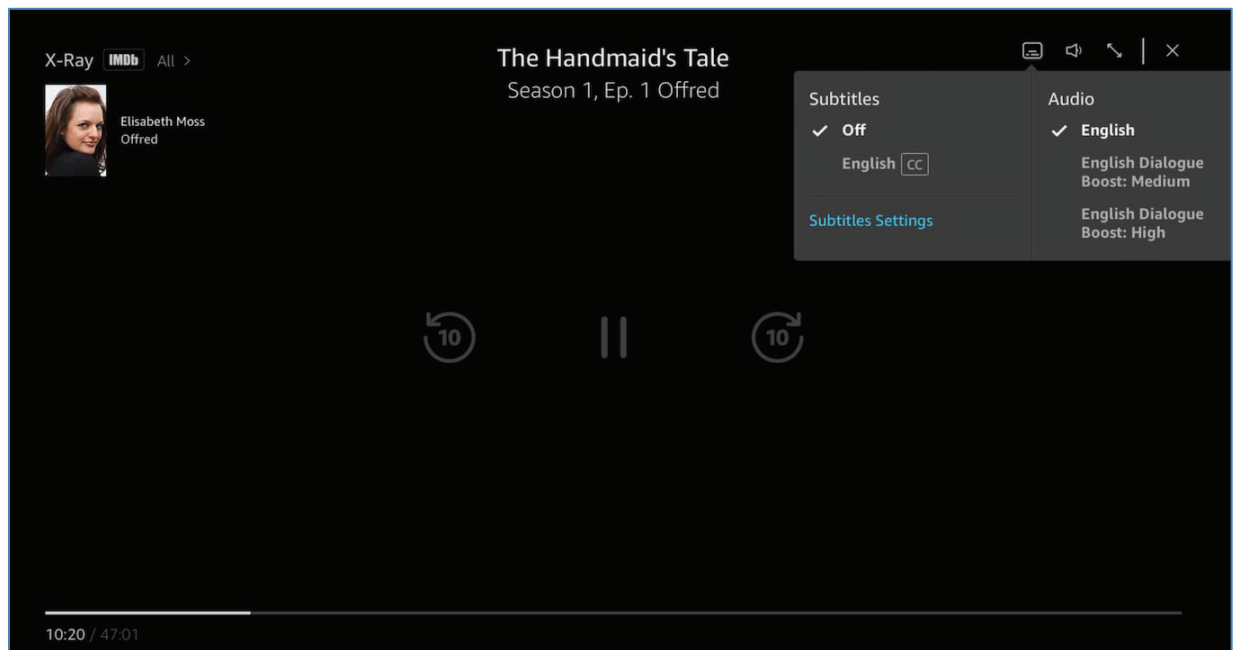 X-Ray IMDb All >
The Handmaid's Tale
Season 1, Ep. 1 Offred
Elisabeth Moss
Offred
Subtitles
Off
English CC
Subtitles Settings
Audio
English
English Dialogue
Boost: Medium
English Dialogue
Boost: High
10
10
10:20 / 47:01